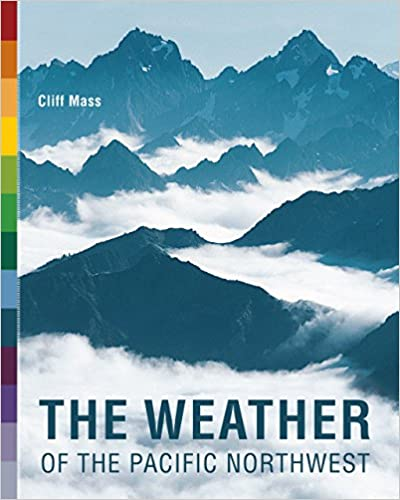 Cliff Mass
THE WEATHER
OF THE PACIFIC NORTHWEST